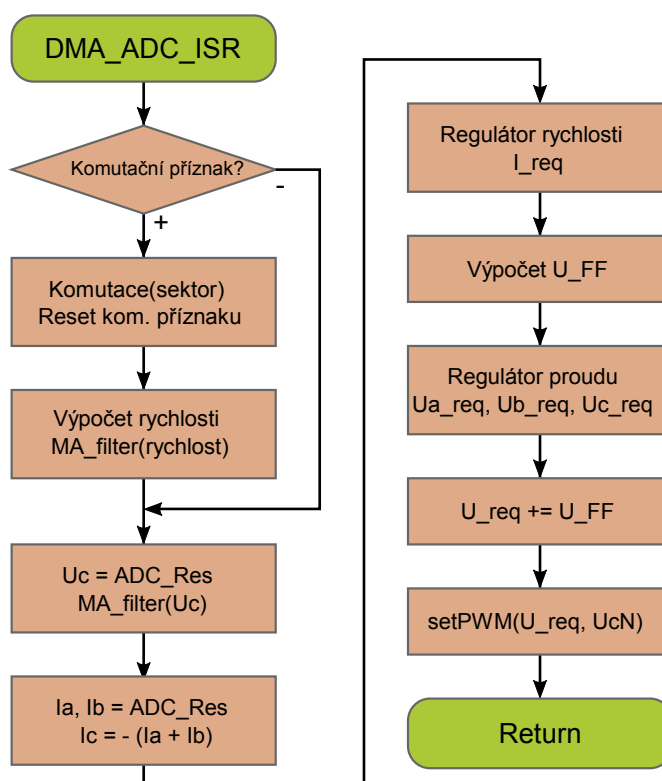 DMA_ADC_ISR
Komutační příznak?
-
+
Komutace(sektor)
Reset kom. příznaku
Výpočet rychlosti
MA_filter(rychlost)
Uc = ADC_Res
MA_filter(Uc)
Ia, Ib = ADC_Res
Ic = - (Ia + Ib)
Regulátor rychlosti
I_req
Výpočet U_FF
Regulátor proudu
Ua_req, Ub_req, Uc_req
U_req += U_FF
setPWM(U_req, UcN)
Return